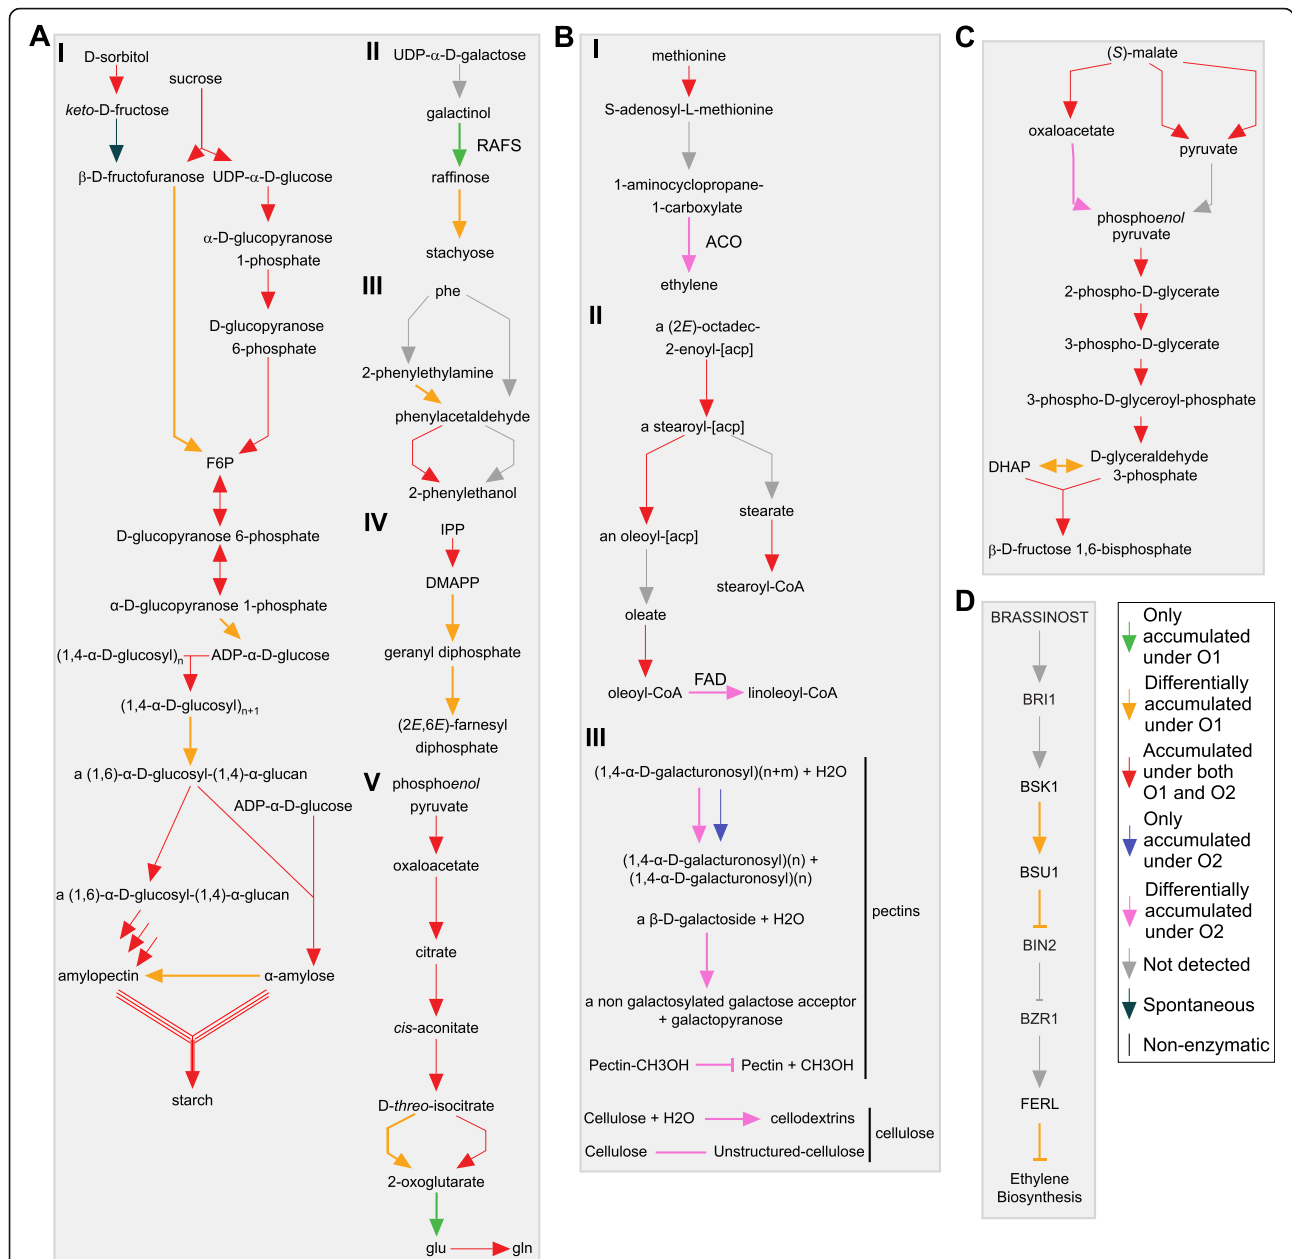 A
I
D-sorbitol
sucrose
keto-D-fructose
β-D-fructofuranose
UDP-α-D-glucose
α-D-glucopyranose
1-phosphate
D-glucopyranose
6-phosphate
F6P
D-glucopyranose 6-phosphate
α-D-glucopyranose 1-phosphate
(1,4-α-D-glucosyl)n
ADP-α-D-glucose
(1,4-α-D-glucosyl)n+1
a (1,6)-α-D-glucosyl-(1,4)-α-glucan
ADP-α-D-glucose
a (1,6)-α-D-glucosyl-(1,4)-α-glucan
amylopectin
α-amylose
starch
II
UDP-α-D-galactose
galactinol
RAFS
raffinose
stachyose
III
phe
2-phenylethylamine
phenylacetaldehyde
2-phenylethanol
IV
IPP
DMAPP
geranyl diphosphate
(2E,6E)-farnesyl
diphosphate
V
phosphoenol
pyruvate
oxaloacetate
citrate
cis-aconitate
D-threo-isocitrate
2-oxoglutarate
glu
gln
B
I
methionine
S-adenosyl-L-methionine
1-aminocyclopropane-
1-carboxylate
ACO
ethylene
II
a (2E)-octadec-
2-enoyl-[acp]
a stearoyl-[acp]
stearate
an oleoyl-[acp]
stearoyl-CoA
oleate
oleoyl-CoA
FAD
linoleoyl-CoA
III
(1,4-α-D-galacturonosyl)(n+m) + H2O
(1,4-α-D-galacturonosyl)(n) +
(1,4-α-D-galacturonosyl)(n)
pectins
a β-D-galactoside + H2O
a non galactosylated galactose acceptor
+ galactopyranose
Pectin-CH3OH
Pectin + CH3OH
Cellulose + H2O
cellodextrins
cellulose
Cellulose
Unstructured-cellulose
C
(S)-malate
oxaloacetate
pyruvate
phosphoenol
pyruvate
2-phospho-D-glycerate
3-phospho-D-glycerate
3-phospho-D-glyceroyl-phosphate
DHAP
D-glyceraldehyde
3-phosphate
β-D-fructose 1,6-bisphosphate
D
BRASSINOST
BRI1
BSK1
BSU1
BIN2
BZR1
FERL
Ethylene
Biosynthesis
Only
accumulated
under O1
Differentially
accumulated
under O1
Accumulated
under both
O1 and O2
Only
accumulated
under O2
Differentially
accumulated
under O2
Not detected
Spontaneous
Non-enzymatic